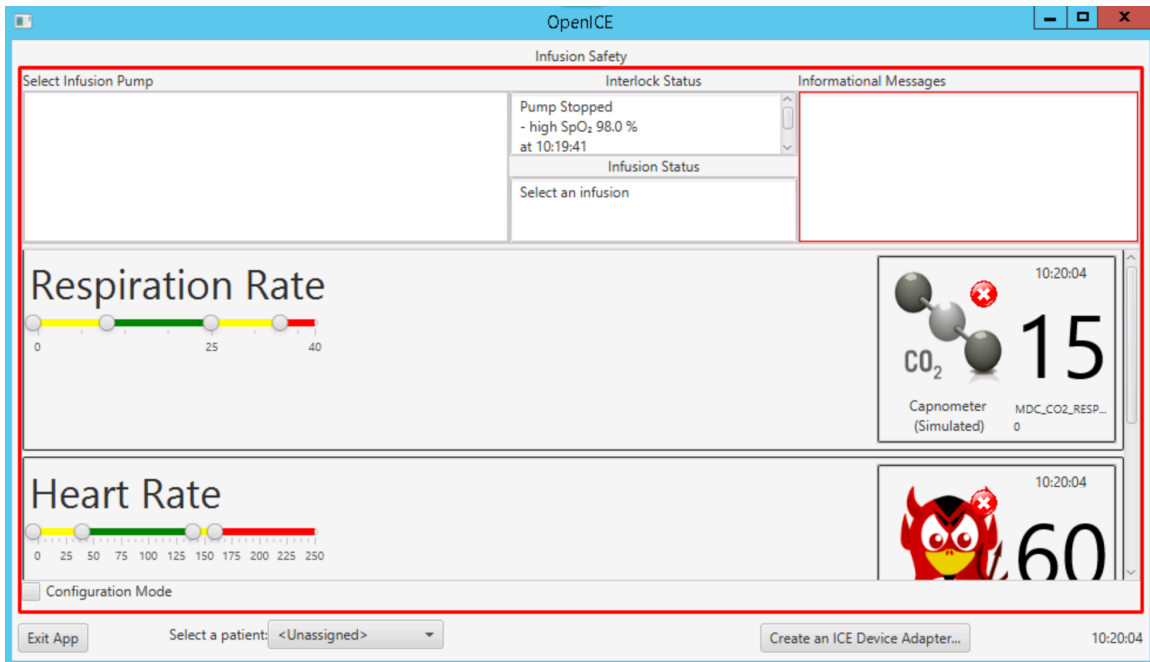 OpenICE
Infusion Safety
Select Infusion Pump
Interlock Status
Informational Messages
Pump Stopped
- high SpO₂ 98.0 %
at 10:19:41
Infusion Status
Select an infusion
Respiration Rate
0 25 40
10:20:04
15
CO₂
Capnometer
(Simulated)
MDC_CO2_RESP...
0
Heart Rate
0 25 50 75 100 125 150 175 200 225 250
10:20:04
60
Configuration Mode
Exit App
Select a patient:
<Unassigned>
Create an ICE Device Adapter...
10:20:04